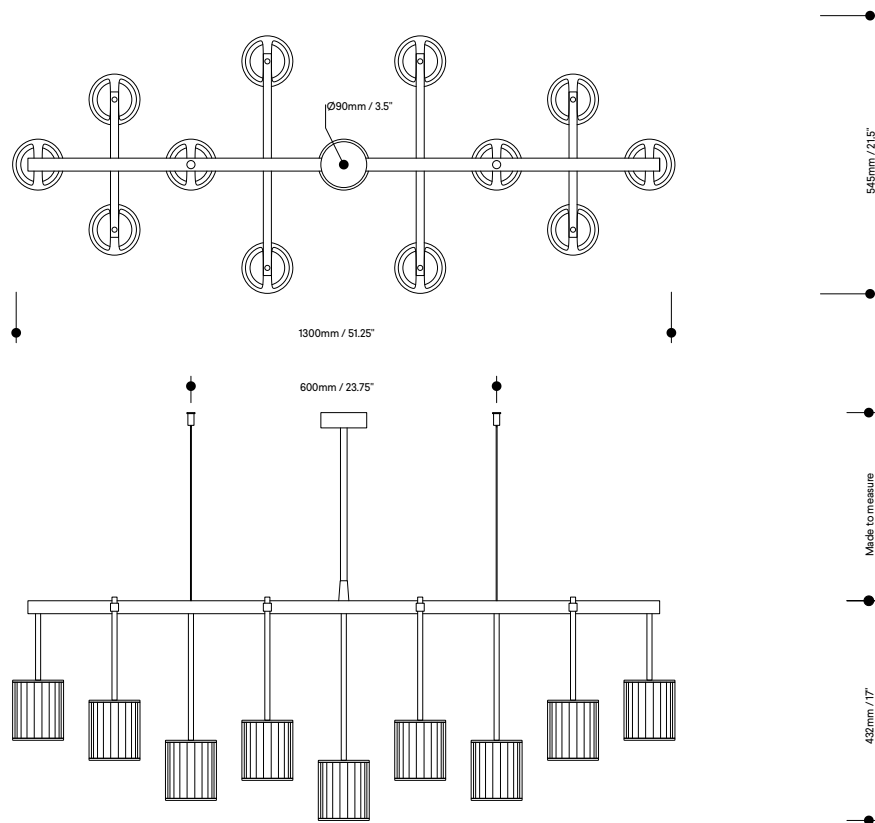 Ø90mm / 3.5"
545mm / 21.5"
1300mm / 51.25"
600mm / 23.75"
Made to measure
432mm / 17"